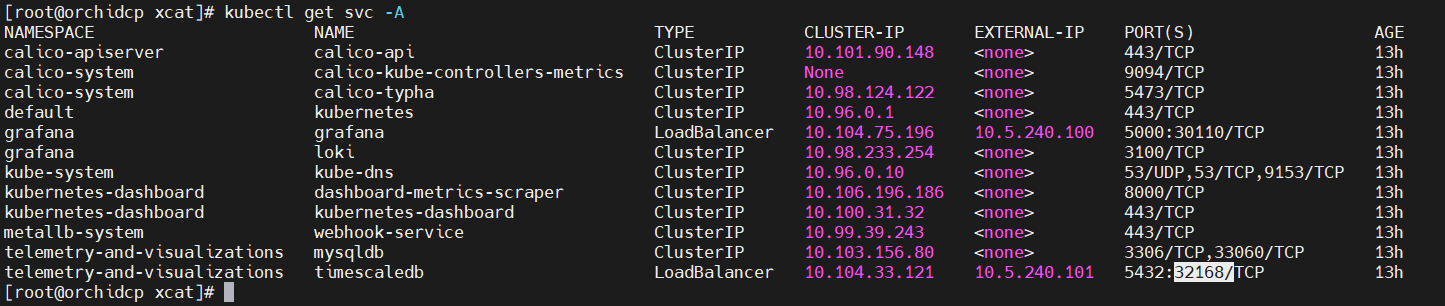 [root@orchidcp xcat]# kubectl get svc -A
NAMESPACE NAME TYPE CLUSTER-IP EXTERNAL-IP PORT(S) AGE
calico-apiserver calico-api ClusterIP 10.101.90.148 <none> 443/TCP 13h
calico-system calico-kube-controllers-metrics ClusterIP None <none> 9094/TCP 13h
calico-system calico-typha ClusterIP 10.98.124.122 <none> 5473/TCP 13h
default kubernetes ClusterIP 10.96.0.1 <none> 443/TCP 13h
grafana grafana LoadBalancer 10.104.75.196 10.5.240.100 5000:30110/TCP 13h
grafana loki ClusterIP 10.98.233.254 <none> 3100/TCP 13h
kube-system kube-dns ClusterIP 10.96.0.10 <none> 53/UDP,53/TCP,9153/TCP 13h
kubernetes-dashboard dashboard-metrics-scraper ClusterIP 10.106.196.186 <none> 8000/TCP 13h
kubernetes-dashboard kubernetes-dashboard ClusterIP 10.100.31.32 <none> 443/TCP 13h
metallb-system webhook-service ClusterIP 10.99.39.243 <none> 443/TCP 13h
telemetry-and-visualizations mysqldb ClusterIP 10.103.156.80 <none> 3306/TCP,33060/TCP 13h
telemetry-and-visualizations timescaledb LoadBalancer 10.104.33.121 10.5.240.101 5432:32168/TCP 13h
[root@orchidcp xcat]#